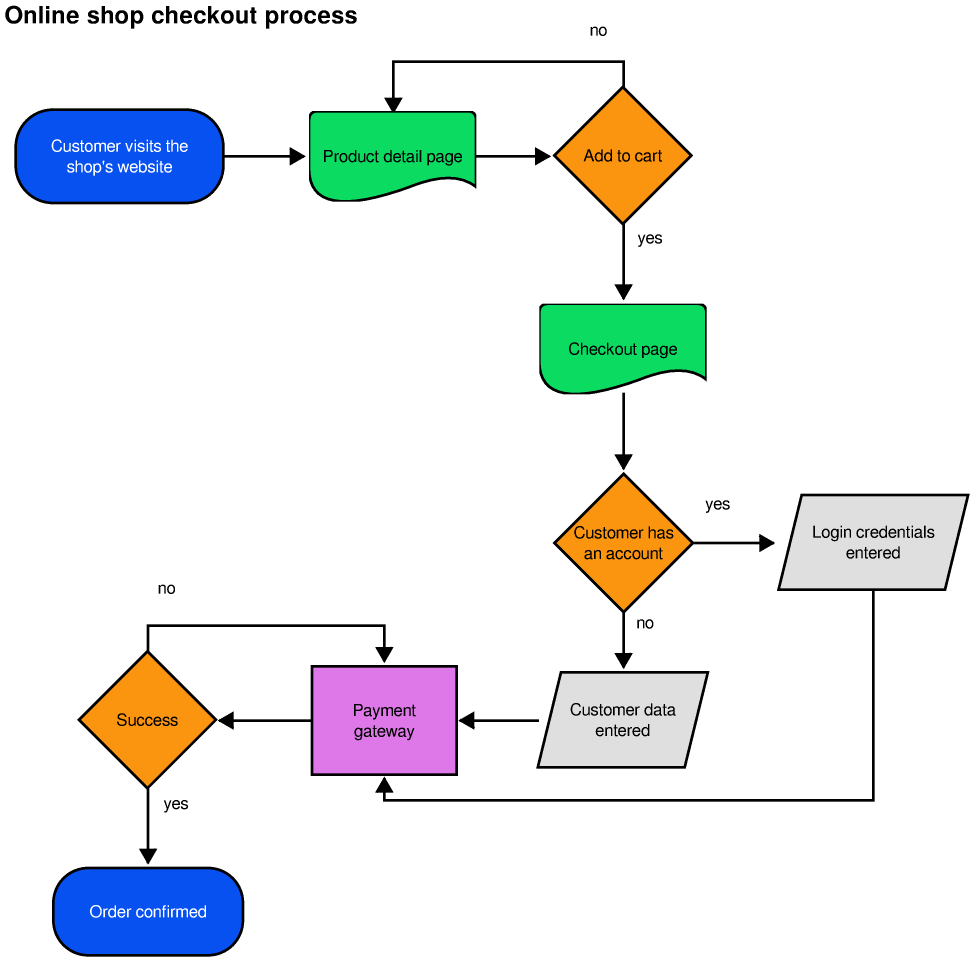 Online shop checkout process
no
Customer visits the
shop's website
Product detail page
Add to cart
yes
Checkout page
yes
Customer has
an account
Login credentials
entered
no
no
Success
Payment
gateway
Customer data
entered
yes
Order confirmed